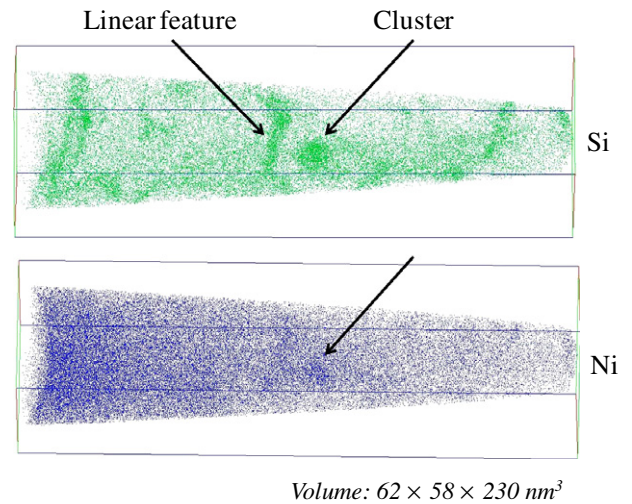 Linear feature
Cluster
Si
Ni
Volume: 62 × 58 × 230 nm³